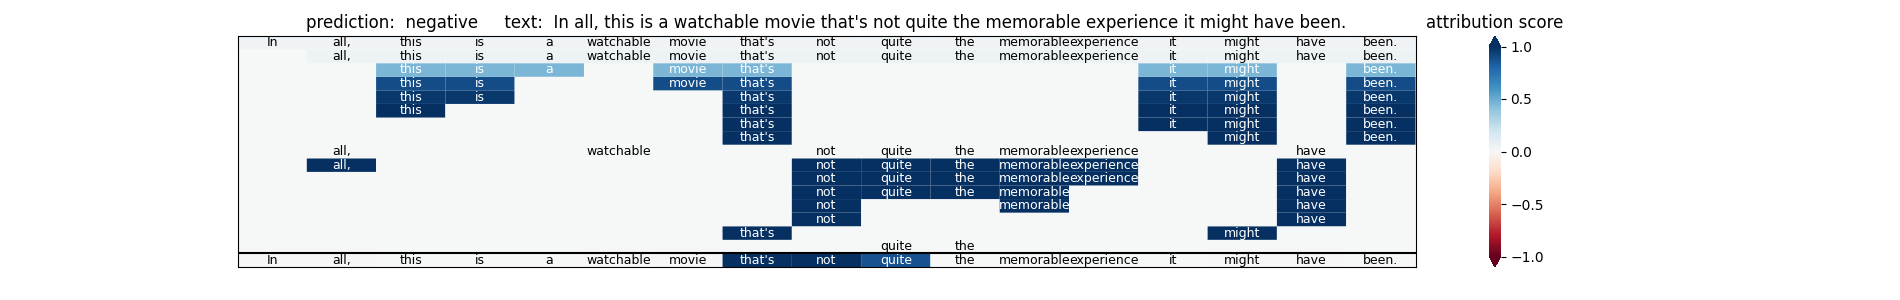 prediction:  negative     text:  In all, this is a watchable movie that's not quite the memorable experience it might have been.
attribution score
In all, this is a watchable movie that's not quite the memorable experience it might have been.
all, this is a watchable movie that's not quite the memorable experience it might have been.
this is a movie that's it might been.
this is movie that's it might been.
this is that's it might been.
this that's it might been.
that's it might been.
that's might been.
all, watchable not quite the memorable experience have
all, not quite the memorable experience have
not quite the memorable experience have
not quite the memorable have
not memorable have
not have
that's might
quite the
In all, this is a watchable movie that's not quite the memorable experience it might have been.
1.0
0.5
0.0
−0.5
−1.0